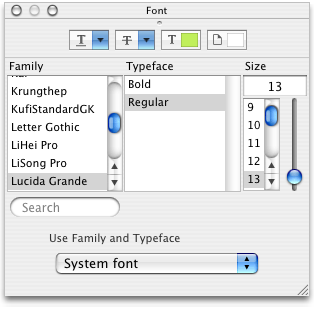 Font
T T T
Family Typeface Size
Krungthep
KufiStandardGK
Letter Gothic
LiHei Pro
LiSong Pro
Lucida Grande
Bold
Regular
13
9
10
11
12
13
Search
Use Family and Typeface
System font